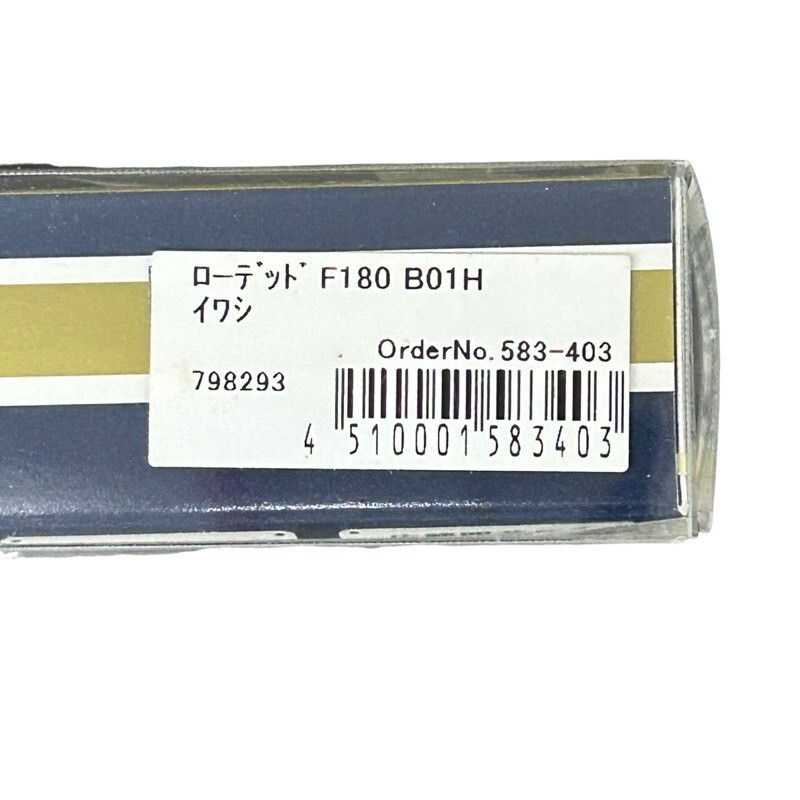 ﾛｰﾃﾞｯﾄﾞ F180 B01H
ｲﾜｼ
OrderNo. 583-403
798293
4 510001 583403